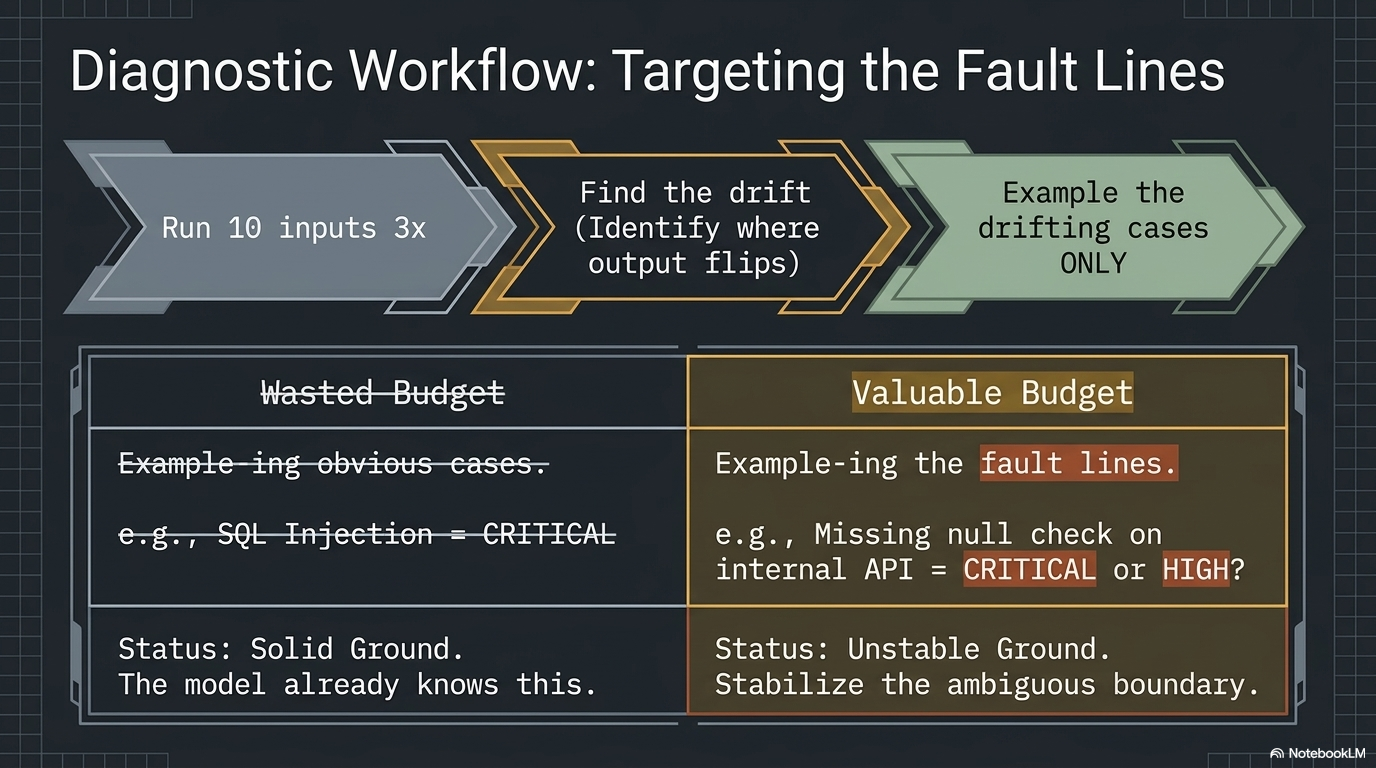 Diagnostic Workflow: Targeting the Fault Lines
Run 10 inputs 3x
Find the drift
(Identify where
output flips)
Example the
drifting cases
ONLY
Wasted Budget
Valuable Budget
Example-ing obvious cases.
e.g., SQL Injection = CRITICAL
Example-ing the fault lines.
e.g., Missing null check on
internal API = CRITICAL or HIGH?
Status: Solid Ground.
The model already knows this.
Status: Unstable Ground.
Stabilize the ambiguous boundary.
NotebookLM